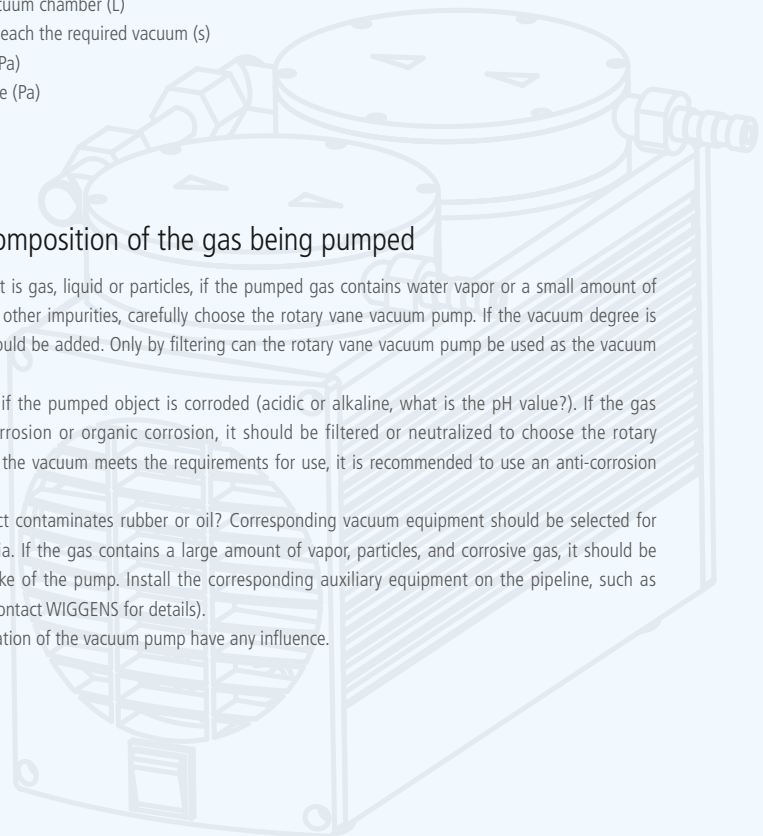 cuum chamber (L)
each the required vacuum (s)
Pa)
e (Pa)
omposition of the gas being pumped
t is gas, liquid or particles, if the pumped gas contains water vapor or a small amount of
other impurities, carefully choose the rotary vane vacuum pump. If the vacuum degree is
ould be added. Only by filtering can the rotary vane vacuum pump be used as the vacuum
if the pumped object is corroded (acidic or alkaline, what is the pH value?). If the gas
rrosion or organic corrosion, it should be filtered or neutralized to choose the rotary
the vacuum meets the requirements for use, it is recommended to use an anti-corrosion
ct contaminates rubber or oil? Corresponding vacuum equipment should be selected for
ia. If the gas contains a large amount of vapor, particles, and corrosive gas, it should be
ke of the pump. Install the corresponding auxiliary equipment on the pipeline, such as
ontact WIGGENS for details).
ation of the vacuum pump have any influence.